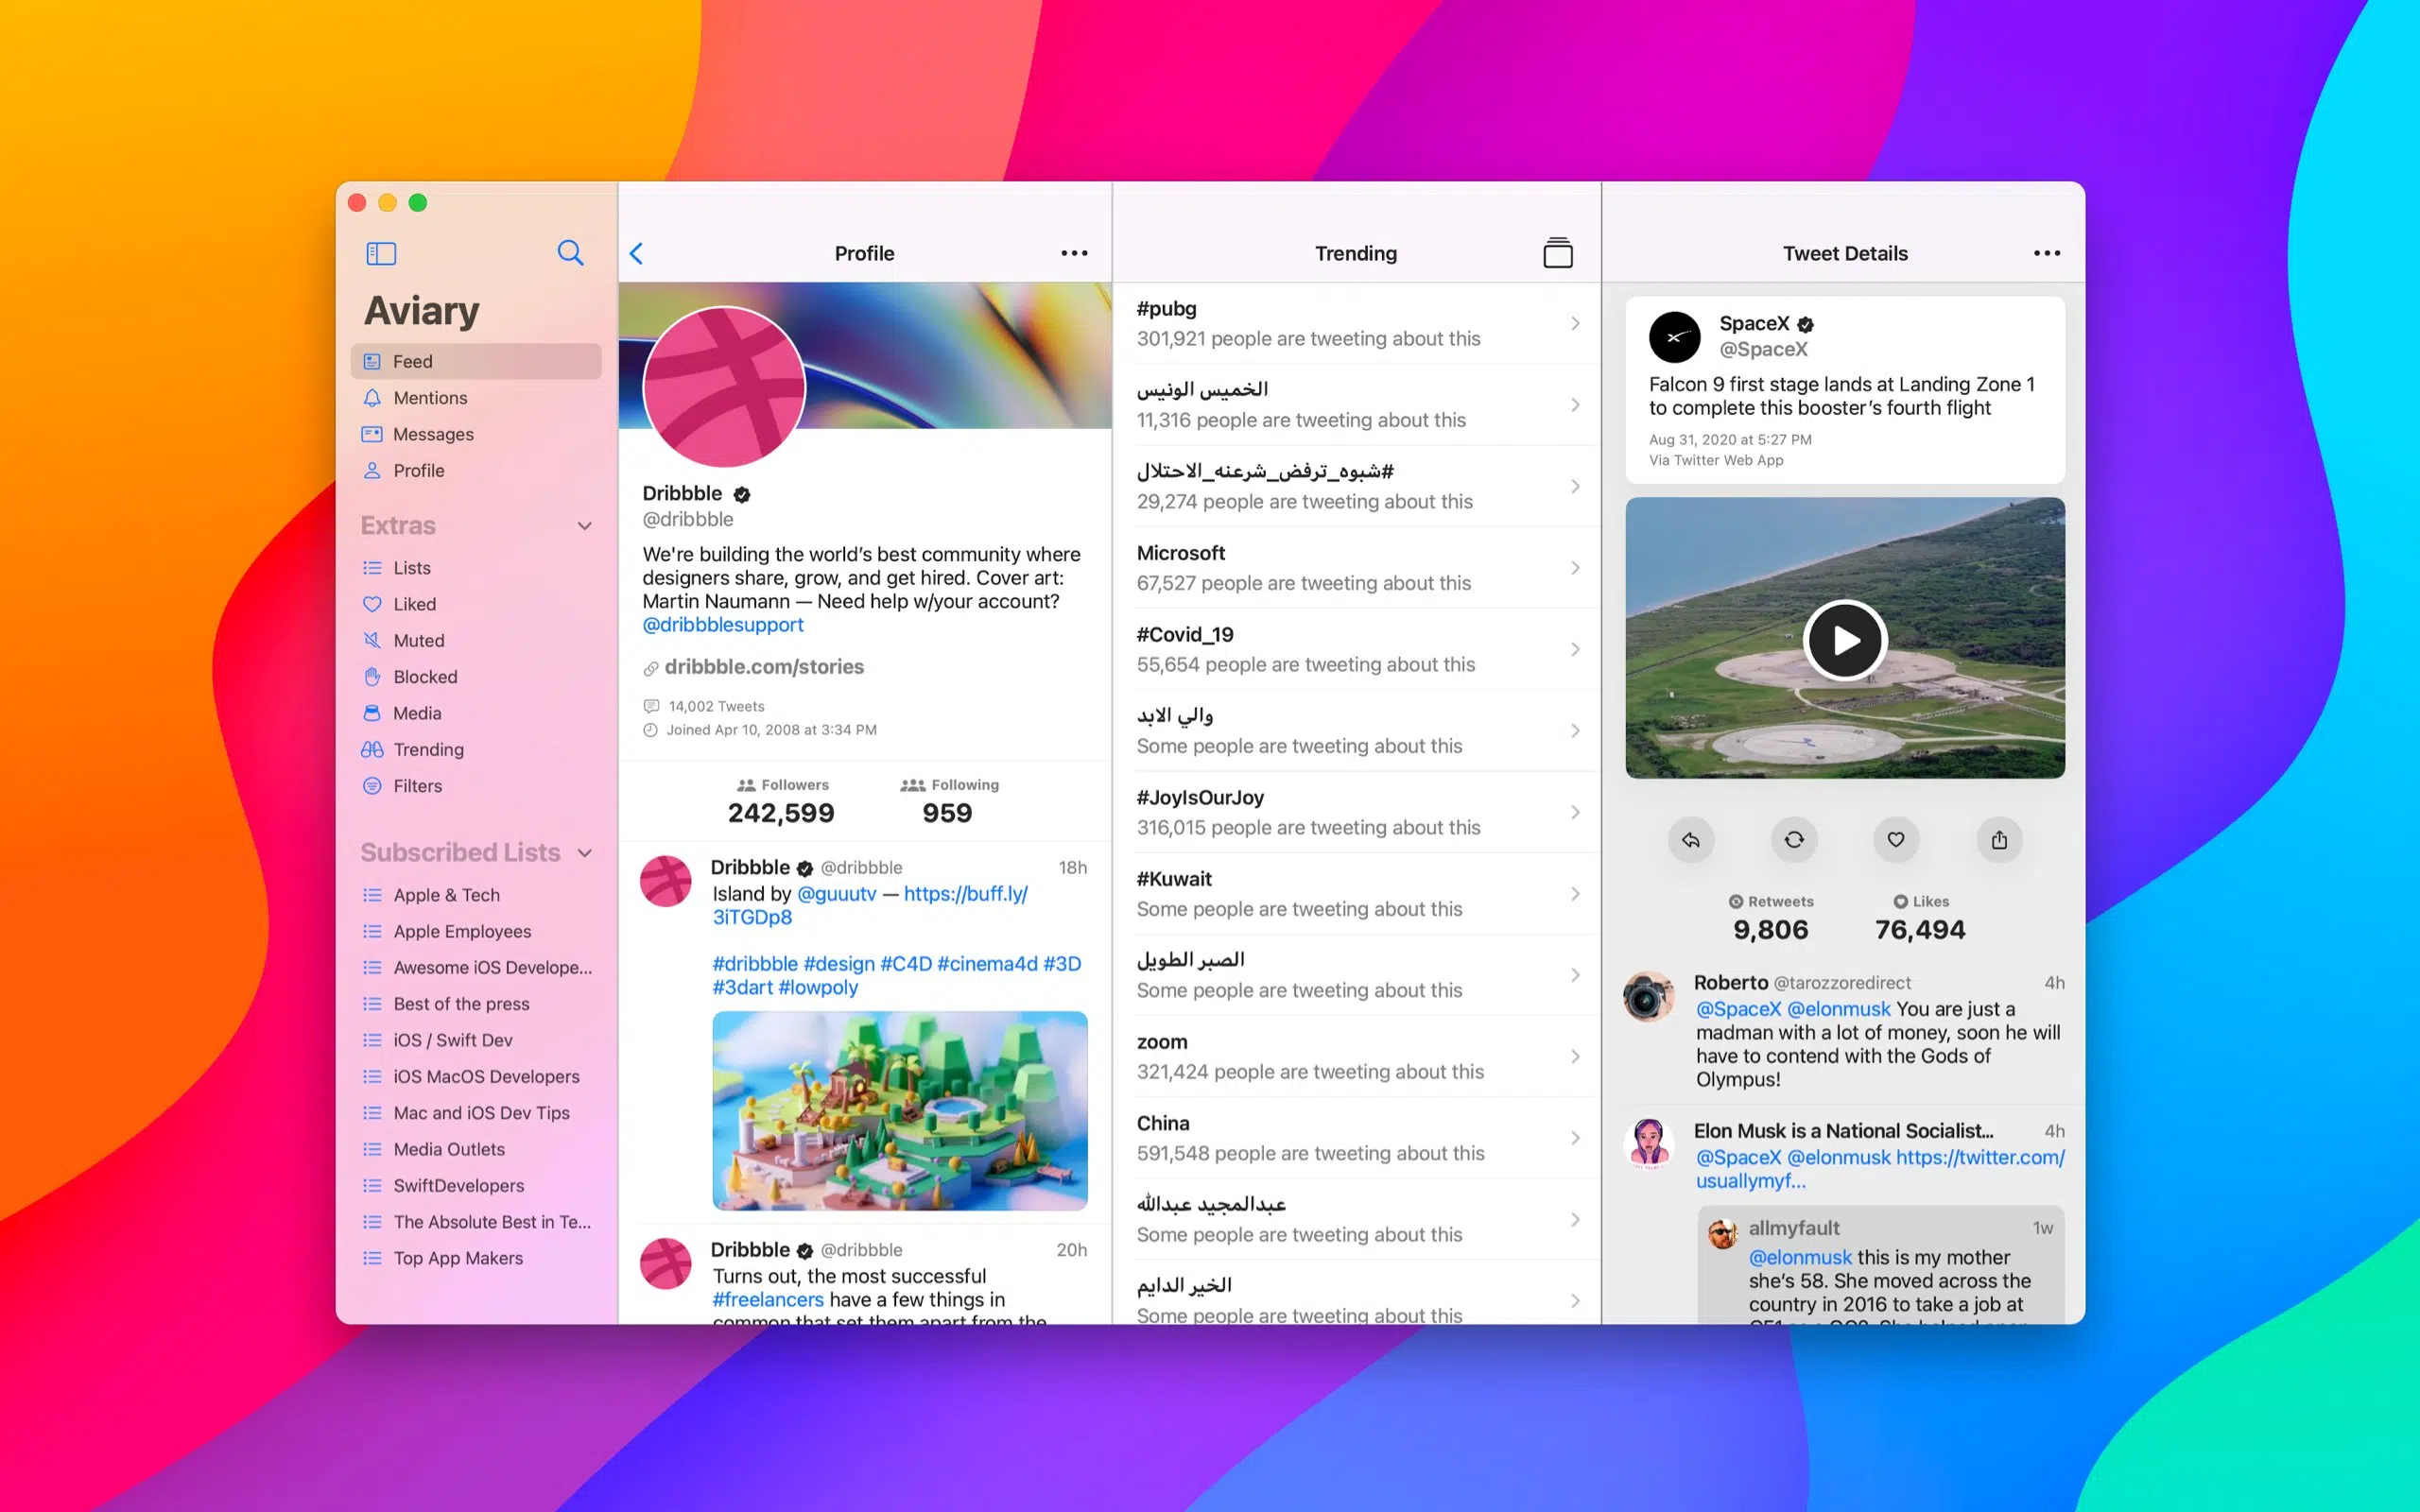 Aviary
Feed
Mentions
Messages
Profile
Extras
Lists
Liked
Muted
Blocked
Media
Trending
Filters
Subscribed Lists
Apple & Tech
Apple Employees
Awesome iOS Develope...
Best of the press
iOS / Swift Dev
iOS MacOS Developers
Mac and iOS Dev Tips
Media Outlets
SwiftDevelopers
The Absolute Best in Te...
Top App Makers
Profile
Dribbble
@dribbble
We're building the world's best community where
designers share, grow, and get hired. Cover art:
Martin Naumann — Need help w/your account?
@dribbblesupport
dribbble.com/stories
14,002 Tweets
Joined Apr 10, 2008 at 3:34 PM
Followers
242,599
Following
959
Dribbble @dribbble 18h
Island by @guuutv — https://buff.ly/
3iTGDp8
#dribbble #design #C4D #cinema4d #3D
#3dart #lowpoly
Dribbble @dribbble 20h
Turns out, the most successful
#freelancers have a few things in
common that set them apart from the
Trending
#pubg
301,921 people are tweeting about this
الخميس الونيس
11,316 people are tweeting about this
#شبوه_ترفض_شرعنه_الاحتلال
29,274 people are tweeting about this
Microsoft
67,527 people are tweeting about this
#Covid_19
55,654 people are tweeting about this
والي الابد
Some people are tweeting about this
#JoyIsOurJoy
316,015 people are tweeting about this
#Kuwait
Some people are tweeting about this
الصبر الطويل
Some people are tweeting about this
zoom
321,424 people are tweeting about this
China
591,548 people are tweeting about this
عبدالمجيد عبدالله
Some people are tweeting about this
الخير الدايم
Some people are tweeting about this
Tweet Details
SpaceX
@SpaceX
Falcon 9 first stage lands at Landing Zone 1
to complete this booster's fourth flight
Aug 31, 2020 at 5:27 PM
Via Twitter Web App
Retweets
9,806
Likes
76,494
Roberto @tarozzoredirect 4h
@SpaceX @elonmusk You are just a
madman with a lot of money, soon he will
have to contend with the Gods of
Olympus!
Elon Musk is a National Socialist... 4h
@SpaceX @elonmusk https://twitter.com/
usuallymyf...
allmyfault 1w
@elonmusk this is my mother
she's 58. She moved across the
country in 2016 to take a job at